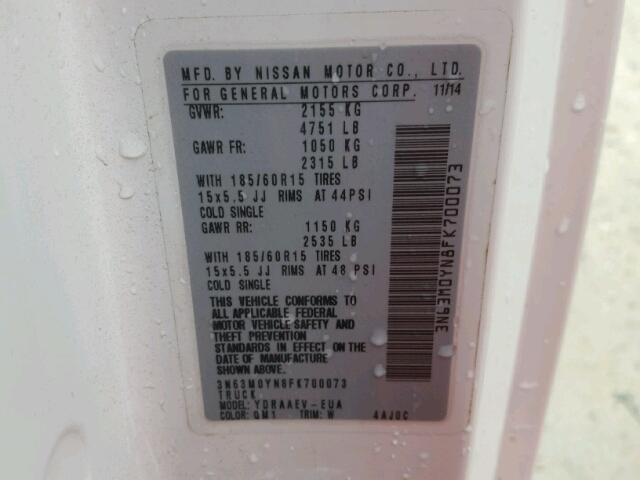 MFD. BY NISSAN MOTOR CO., LTD.
FOR GENERAL MOTORS CORP. 11/14
GVWR: 2155 KG
4751 LB
GAWR FR: 1050 KG
2315 LB
WITH 185/60R15 TIRES
15x5.5 JJ RIMS AT 44PSI
COLD SINGLE
GAWR RR: 1150 KG
2535 LB
WITH 185/60R15 TIRES
15x5.5 JJ RIMS AT 48 PSI
COLD SINGLE
THIS VEHICLE CONFORMS TO
ALL APPLICABLE FEDERAL
MOTOR VEHICLE SAFETY AND
THEFT PREVENTION
STANDARDS IN EFFECT ON THE
DATE OF MANUFACTURE
SHOWN ABOVE.
3N63M0YN8FK700073
TRUCK
MODEL: YDRAAEV-EUA
COLOR: QM1 TRIM: W 4AJ0C
3N63M0YN8FK700073